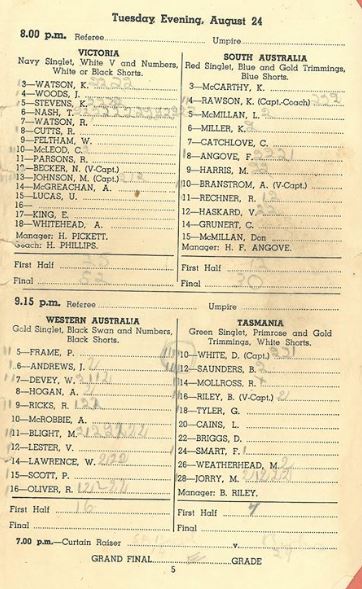 Tuesday Evening, August 24
8.00 p.m. Referee Umpire
VICTORIA
Navy Singlet, White V and Numbers,
White or Black Shorts.
3—WATSON, K.
4—WOODS, J.
5—STEVENS, K.
6—NASH, T.
7—WATSON, R.
8—CUTTS, R.
9—FELTHAM, W.
10—McLEOD, C.
11—PARSONS, R.
12—BECKER, N. (V-Capt.)
13—JOHNSON, M. (Capt.)
14—McGREACHAN, A.
15—LUCAS, U.
16—
17—KING, E.
18—WHITEHEAD, A.
Manager: H. PICKETT.
Coach: H. PHILLIPS.
First Half
Final
SOUTH AUSTRALIA
Red Singlet, Blue and Gold Trimmings,
Blue Shorts.
3—McCARTHY, K.
4—RAWSON, K. (Capt.-Coach)
5—McMILLAN, L.
6—MILLER, K.
7—CATCHLOVE, C.
8—ANGOVE, F.
9—HARRIS, M.
10—BRANSTROM, A. (V-Capt.)
11—RECHNER, R.
12—HASKARD, V.
14—GRUNERT, C.
15—McMILLAN, Don
Manager: H. F. ANGOVE.
First Half
Final 30
9.15 p.m. Referee Umpire
WESTERN AUSTRALIA
Gold Singlet, Black Swan and Numbers,
Black Shorts.
5—FRAME, P.
6—ANDREWS, J.
7—DEVEY, W.
8—HOGAN, A.
9—RICKS, R.
10—McROBBIE, A.
11—BLIGHT, M.
12—LESTER, V.
14—LAWRENCE, W. 222
15—SCOTT, P.
16—OLIVER, R.
First Half 16
Final
TASMANIA
Green Singlet, Primrose and Gold
Trimmings, White Shorts.
10—WHITE, D. (Capt.)
12—SAUNDERS, B.
14—MOLLROSS, R.
16—RILEY, B. (V-Capt.) 2
18—TYLER, G.
20—CAINS, L.
22—BRIGGS, D.
24—SMART, F.
26—WEATHERHEAD, M. 2
28—JORRY, M.
Manager: B. RILEY.
First Half 7
Final
7.00 p.m.—Curtain Raiser v.
GRAND FINAL GRADE
5